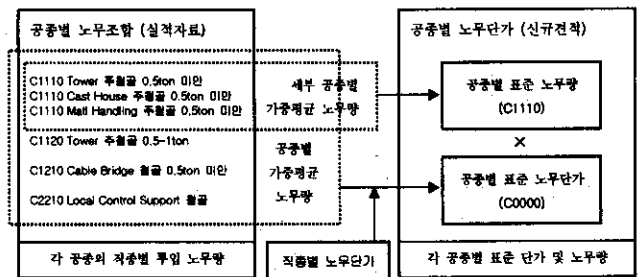 공종별 노무조합 (실적자료)
C1110 Tower 주철골 0.5ton 미만
C1110 Cast House 주철골 0.5ton 미만
C1110 Matl Handling 주철골 0.5ton 미만
세부 공종별
가중평균 노무량
C1120 Tower 주철골 0.5-1ton
C1210 Cable Bridge 철골 0.5ton 미만
C2210 Local Control Support 철골
공종별
가중평균
노무량
각 공종의 직종별 투입 노무량
직종별 노무단가
공종별 노무단가 (신규견적)
공종별 표준 노무량
(C1110)
×
공종별 표준 노무단가
(C0000)
각 공종별 표준 단가 및 노무량